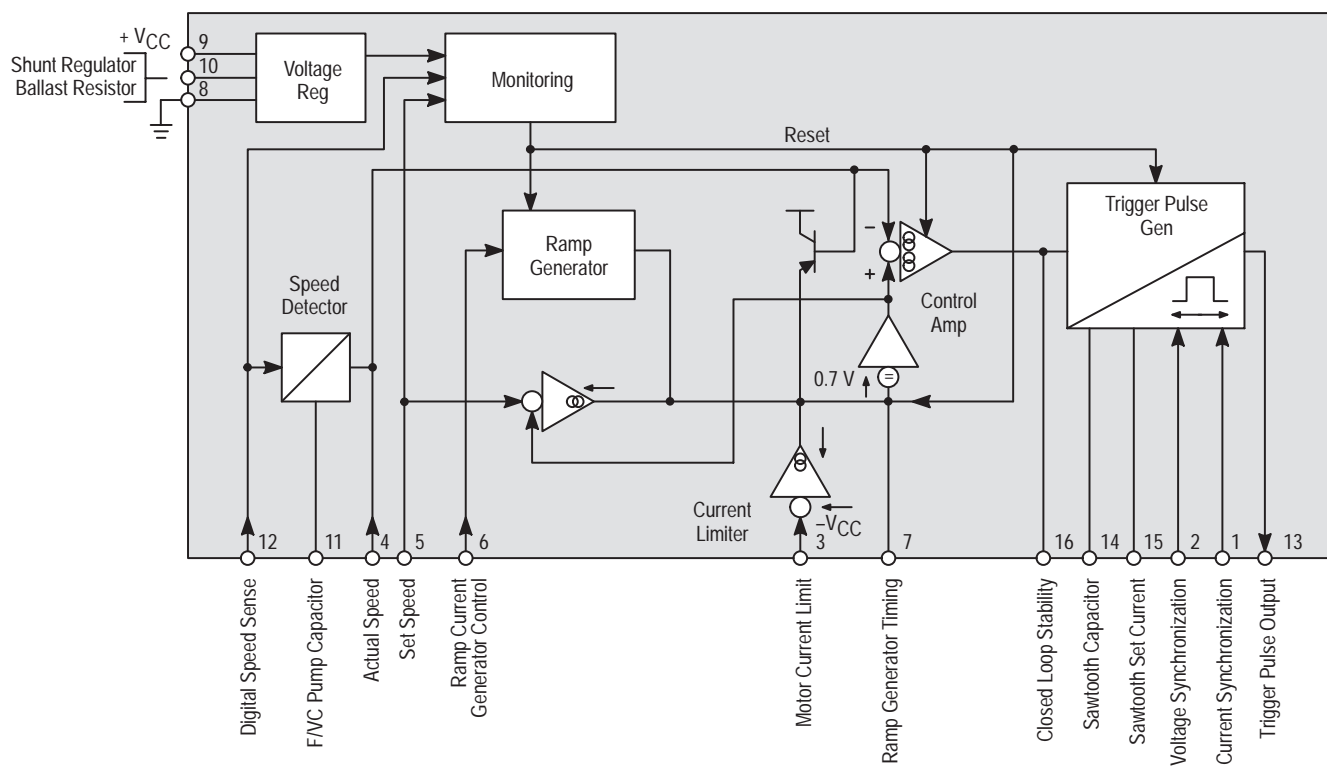 + VCC
9
Shunt Regulator
Ballast Resistor
10
8
Voltage
Reg
Monitoring
Reset
Ramp
Generator
Speed
Detector
–
+
Control
Amp
Trigger Pulse
Gen
0.7 V
=
Current
Limiter
–VCC
12
11
4
5
6
3
7
16
14
15
2
1
13
Digital Speed Sense
F/VC Pump Capacitor
Actual Speed
Set Speed
Ramp Current
Generator Control
Motor Current Limit
Ramp Generator Timing
Closed Loop Stability
Sawtooth Capacitor
Sawtooth Set Current
Voltage Synchronization
Current Synchronization
Trigger Pulse Output